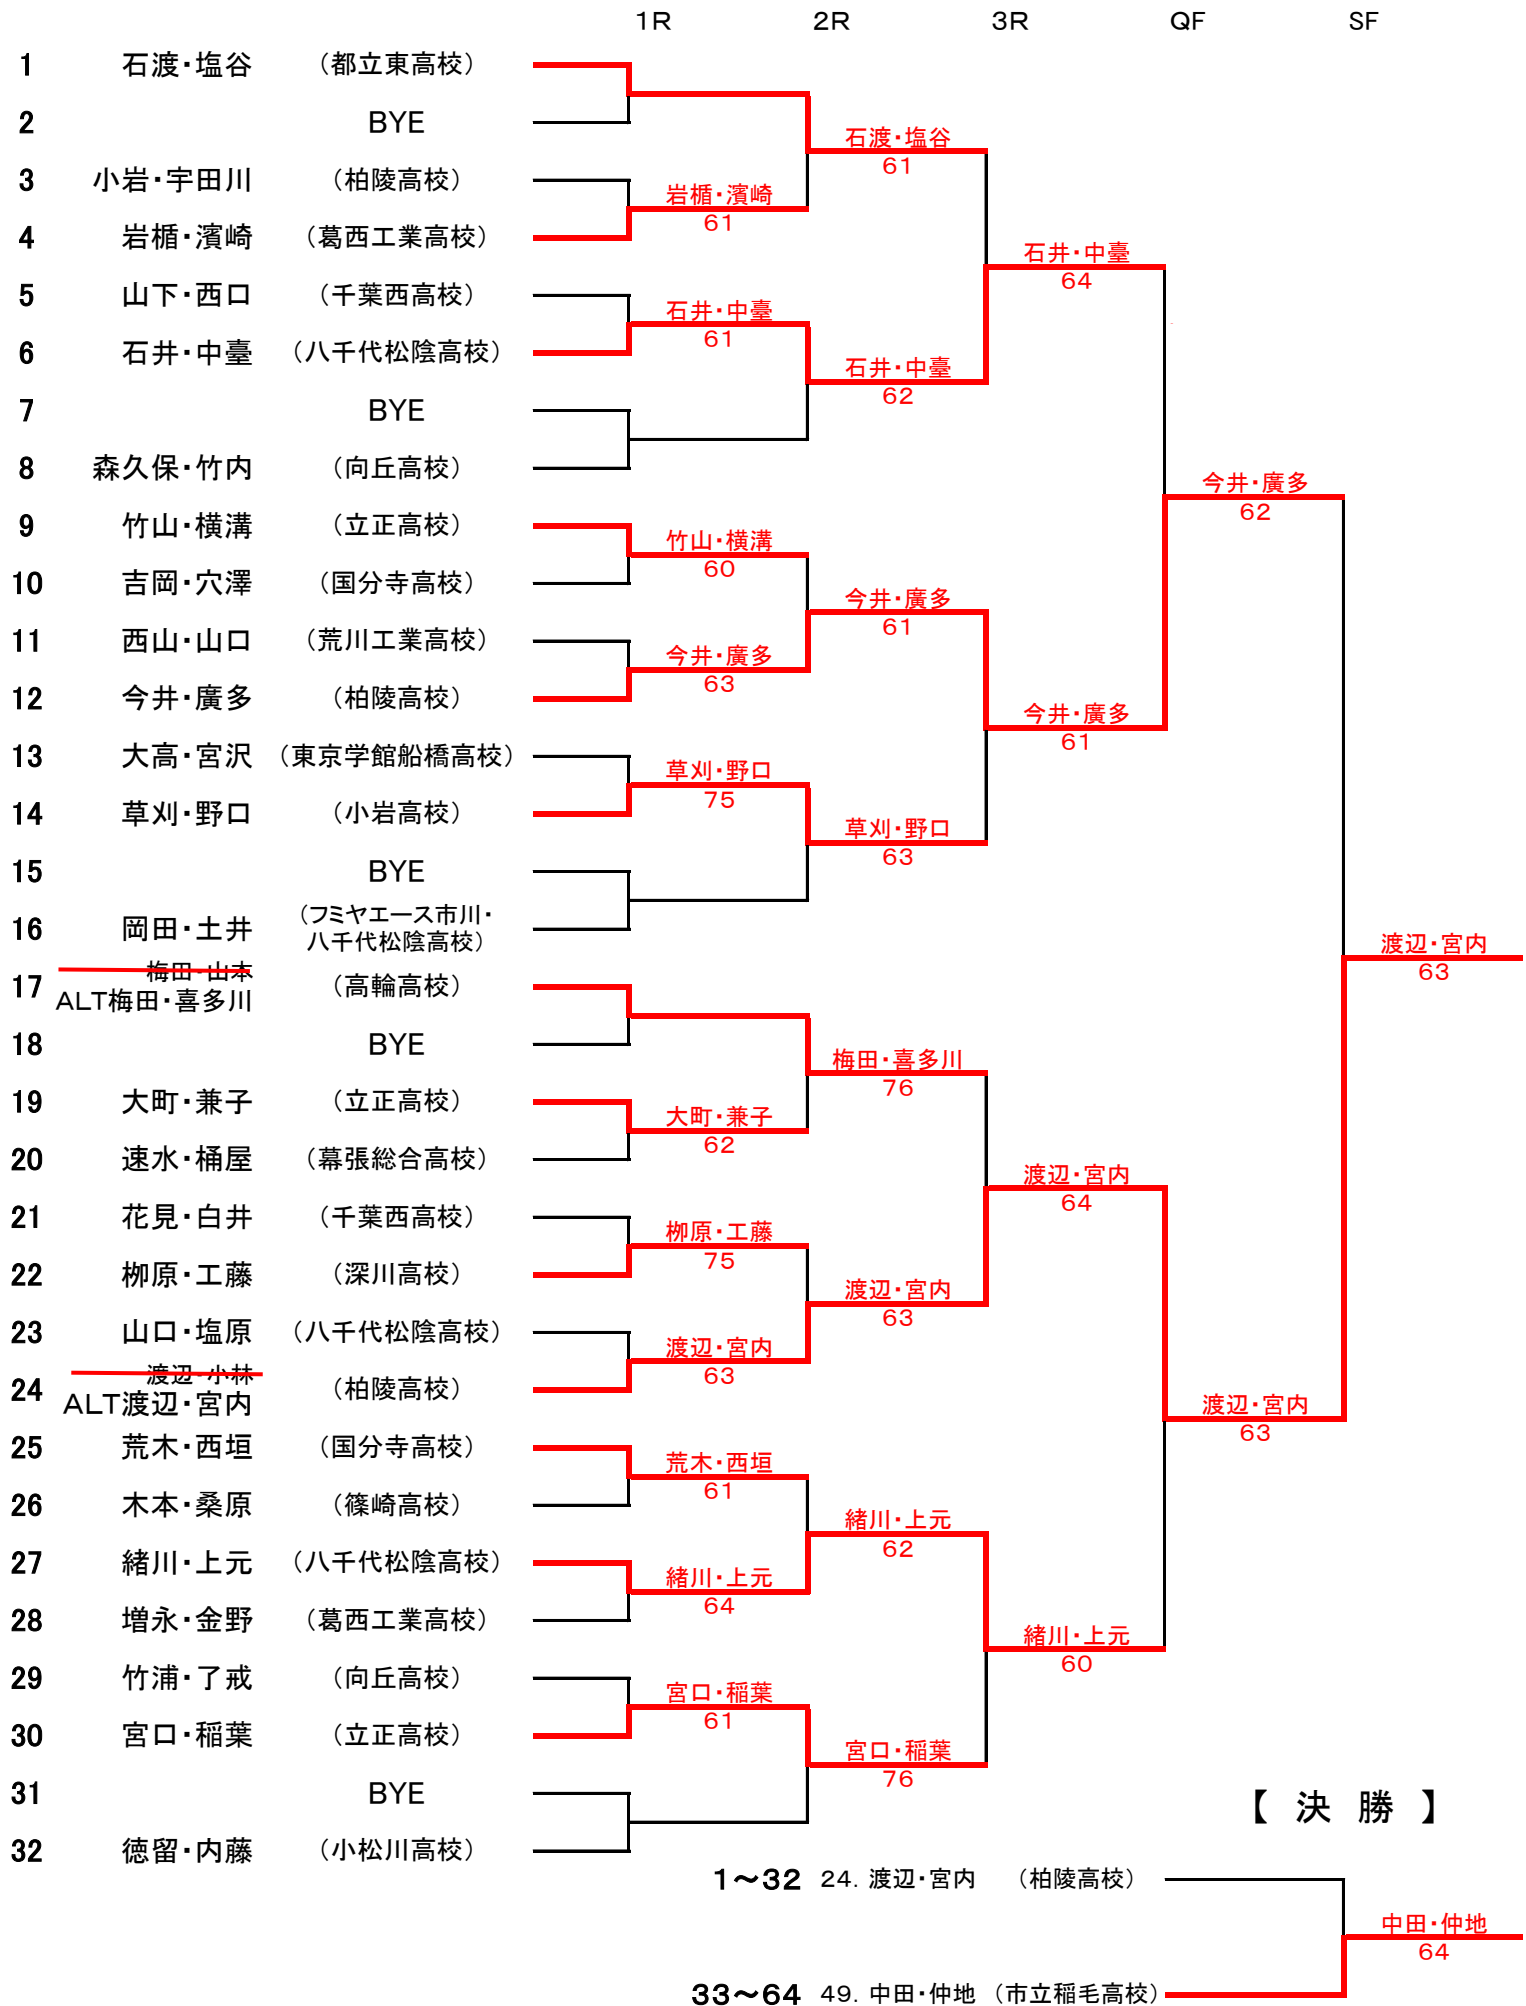 1R 2R 3R QF SF
1 石渡・塩谷 （都立東高校）
2 BYE
石渡・塩谷
61
3 小岩・宇田川 （柏陵高校）
岩楯・濱崎
61
4 岩楯・濱崎 （葛西工業高校）
石井・中臺
64
5 山下・西口 （千葉西高校）
石井・中臺
61
6 石井・中臺 （八千代松陰高校）
石井・中臺
62
7 BYE
8 森久保・竹内 （向丘高校）
今井・廣多
62
9 竹山・横溝 （立正高校）
竹山・横溝
60
10 吉岡・穴澤 （国分寺高校）
今井・廣多
61
11 西山・山口 （荒川工業高校）
今井・廣多
63
12 今井・廣多 （柏陵高校）
今井・廣多
61
13 大高・宮沢 （東京学館船橋高校）
草刈・野口
75
14 草刈・野口 （小岩高校）
草刈・野口
63
15 BYE
16 岡田・土井 （フミヤエース市川・
八千代松陰高校）
渡辺・宮内
63
梅田・山本
17 ALT梅田・喜多川 （高輪高校）
18 BYE
梅田・喜多川
76
19 大町・兼子 （立正高校）
大町・兼子
62
20 速水・桶屋 （幕張総合高校）
渡辺・宮内
64
21 花見・白井 （千葉西高校）
栁原・工藤
75
22 栁原・工藤 （深川高校）
渡辺・宮内
63
23 山口・塩原 （八千代松陰高校）
渡辺・宮内
63
渡辺・小林
24 ALT渡辺・宮内 （柏陵高校）
渡辺・宮内
63
25 荒木・西垣 （国分寺高校）
荒木・西垣
61
26 木本・桑原 （篠崎高校）
緒川・上元
62
27 緒川・上元 （八千代松陰高校）
緒川・上元
64
28 増永・金野 （葛西工業高校）
緒川・上元
60
29 竹浦・了戒 （向丘高校）
宮口・稲葉
61
30 宮口・稲葉 （立正高校）
宮口・稲葉
76
31 BYE
【 決 勝 】
32 徳留・内藤 （小松川高校）
1～32 24. 渡辺・宮内 （柏陵高校）
中田・仲地
64
33～64 49. 中田・仲地 （市立稲毛高校）